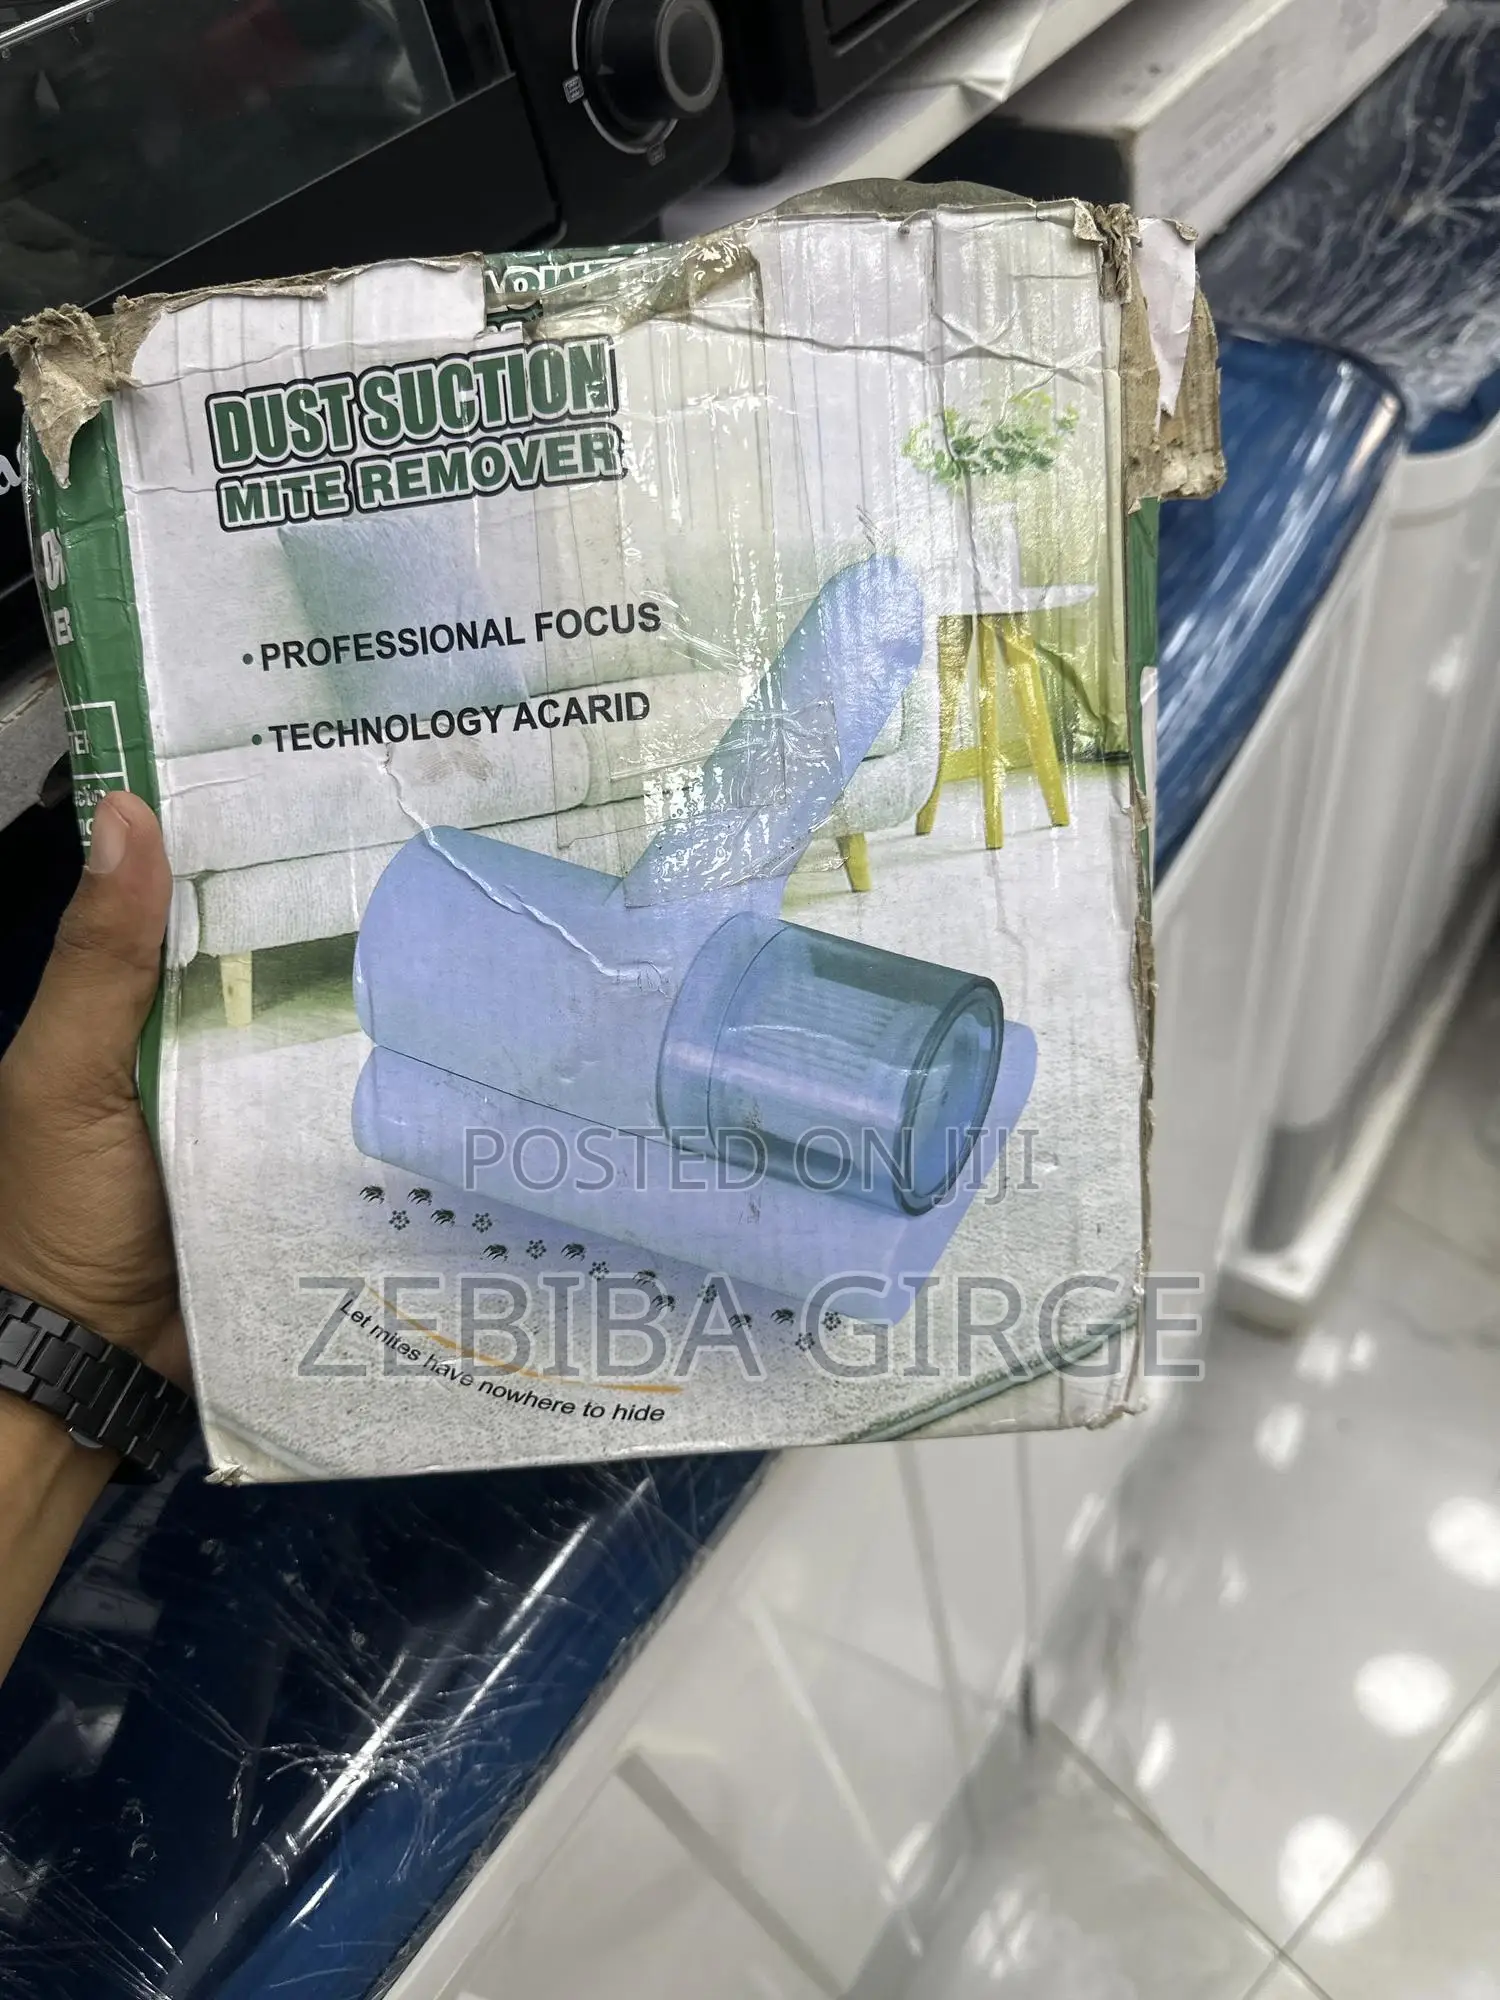 DUST SUCTION
MITE REMOVER
• PROFESSIONAL FOCUS
• TECHNOLOGY ACARID
POSTED ON JIJI
ZEBIBA GIRGE
Let mites have nowhere to hide